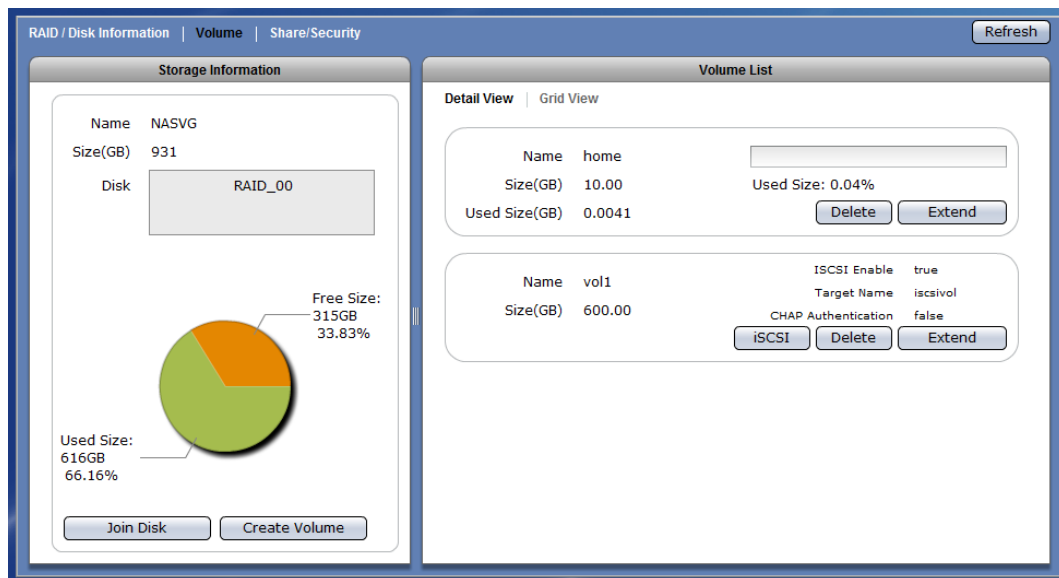 RAID / Disk Information | Volume | Share/Security
Refresh
Storage Information
Name NASVG
Size(GB) 931
Disk RAID_00
Free Size:
315GB
33.83%
Used Size:
616GB
66.16%
Join Disk Create Volume
Volume List
Detail View | Grid View
Name home
Size(GB) 10.00 Used Size: 0.04%
Used Size(GB) 0.0041 Delete Extend
Name vol1
Size(GB) 600.00
ISCSI Enable true
Target Name iscsivol
CHAP Authentication false
iSCSI Delete Extend